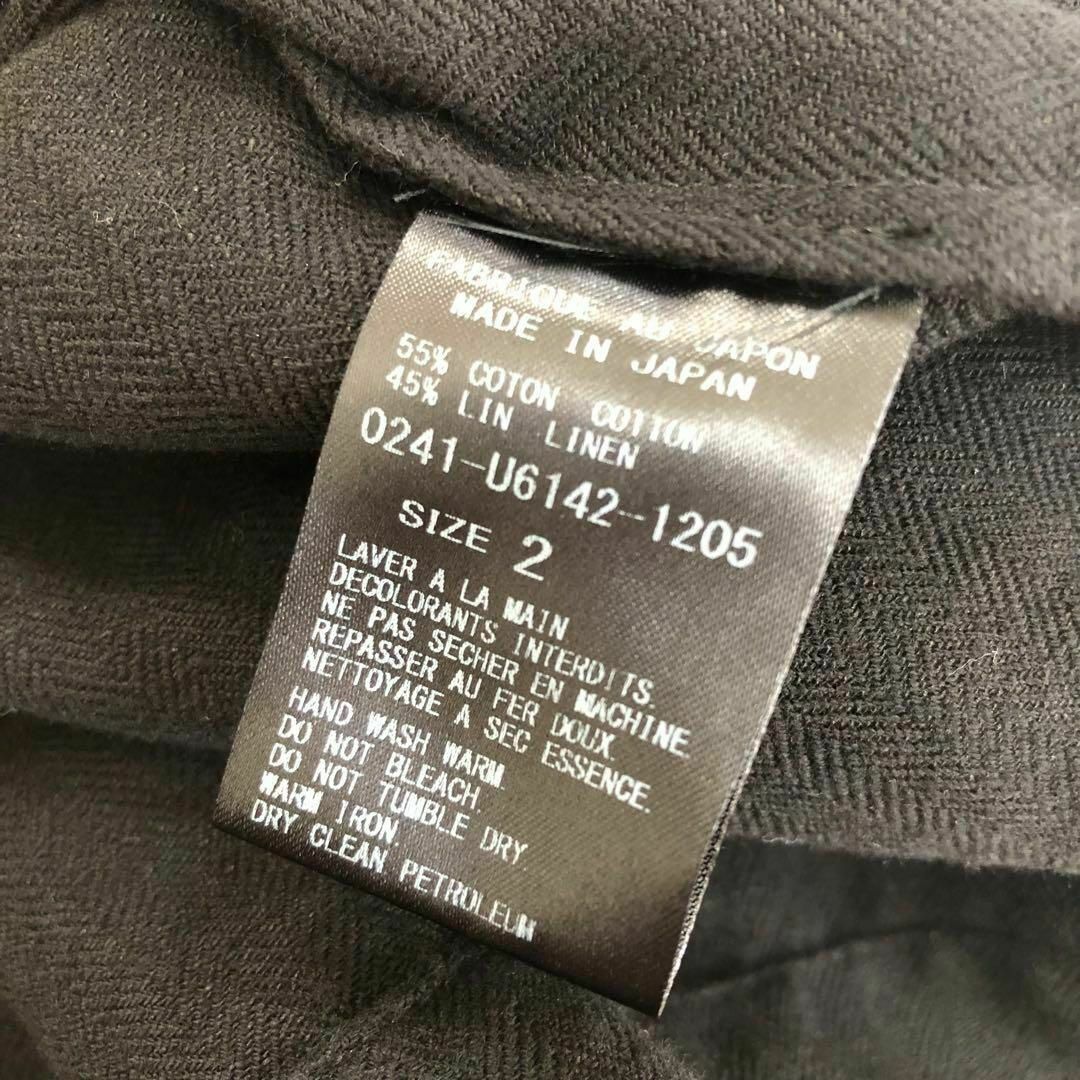 FABRIQUE AU JAPON
MADE IN JAPAN
55% COTON COTTON
45% LIN LINEN
0241-U6142-1205
SIZE 2
LAVER A LA MAIN
DECOLORANTS INTERDITS.
NE PAS SECHER EN MACHINE.
REPASSER AU FER DOUX.
NETTOYAGE A SEC ESSENCE.
HAND WASH WARM.
DO NOT BLEACH.
DO NOT TUMBLE DRY
WARM IRON.
DRY CLEAN PETROLEUM